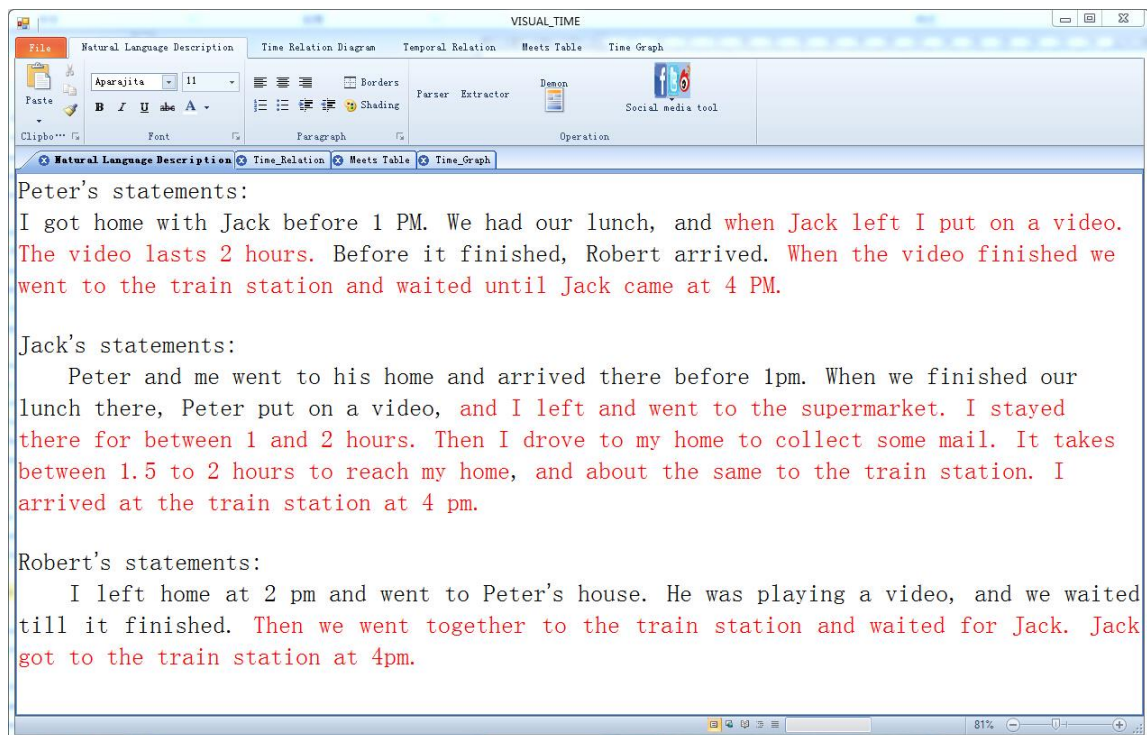 VISUAL_TIME
File Natural Language Description Time Relation Diagram Temporal Relation Meets Table Time Graph
Paste
Aparajita 11
B I U abc A
Borders
Shading
Parser Extractor
Demon
Social media tool
Clipbo··· Font Paragraph Operation
Natural Language Description Time_Relation Meets Table Time_Graph
Peter's statements:
I got home with Jack before 1 PM. We had our lunch, and when Jack left I put on a video.
The video lasts 2 hours. Before it finished, Robert arrived. When the video finished we
went to the train station and waited until Jack came at 4 PM.
Jack's statements:
Peter and me went to his home and arrived there before 1pm. When we finished our
lunch there, Peter put on a video, and I left and went to the supermarket. I stayed
there for between 1 and 2 hours. Then I drove to my home to collect some mail. It takes
between 1.5 to 2 hours to reach my home, and about the same to the train station. I
arrived at the train station at 4 pm.
Robert's statements:
I left home at 2 pm and went to Peter's house. He was playing a video, and we waited
till it finished. Then we went together to the train station and waited for Jack. Jack
got to the train station at 4pm.
81%